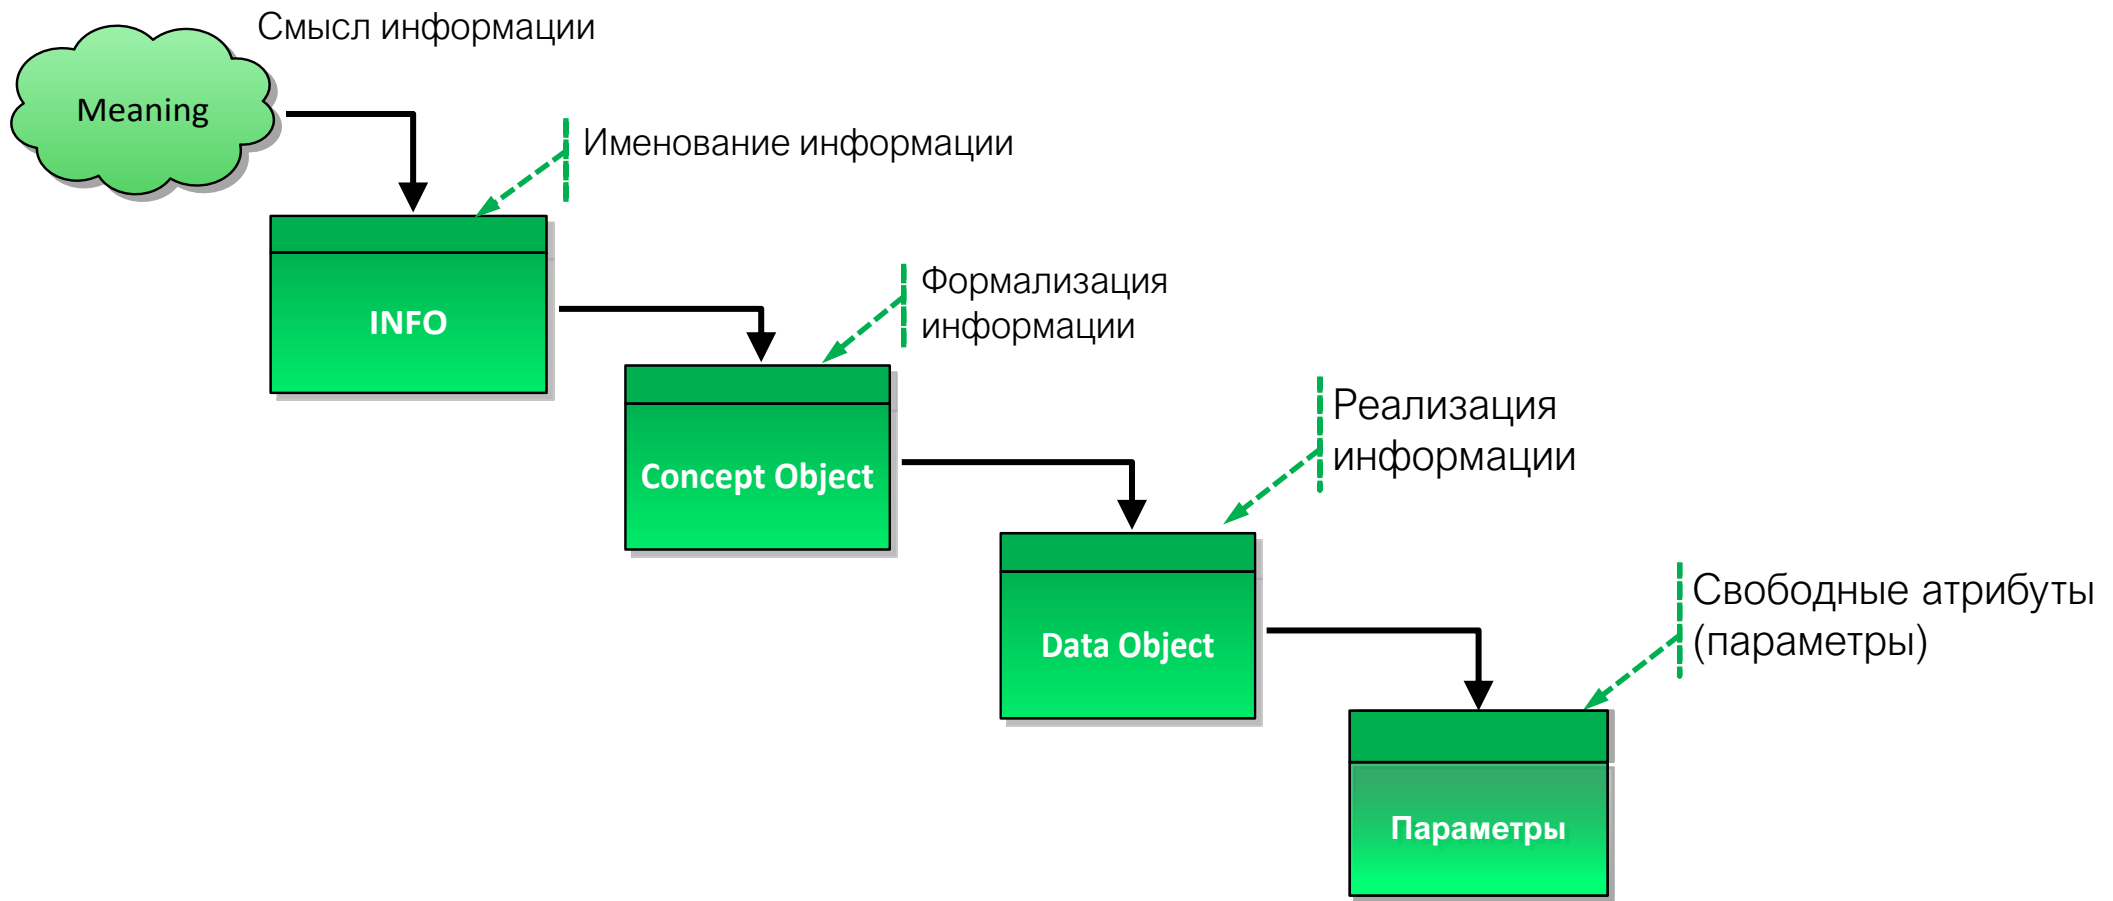 Смысл информации
Meaning
Именование информации
INFO
Формализация
информации
Concept Object
Реализация
информации
Data Object
Свободные атрибуты
(параметры)
Параметры